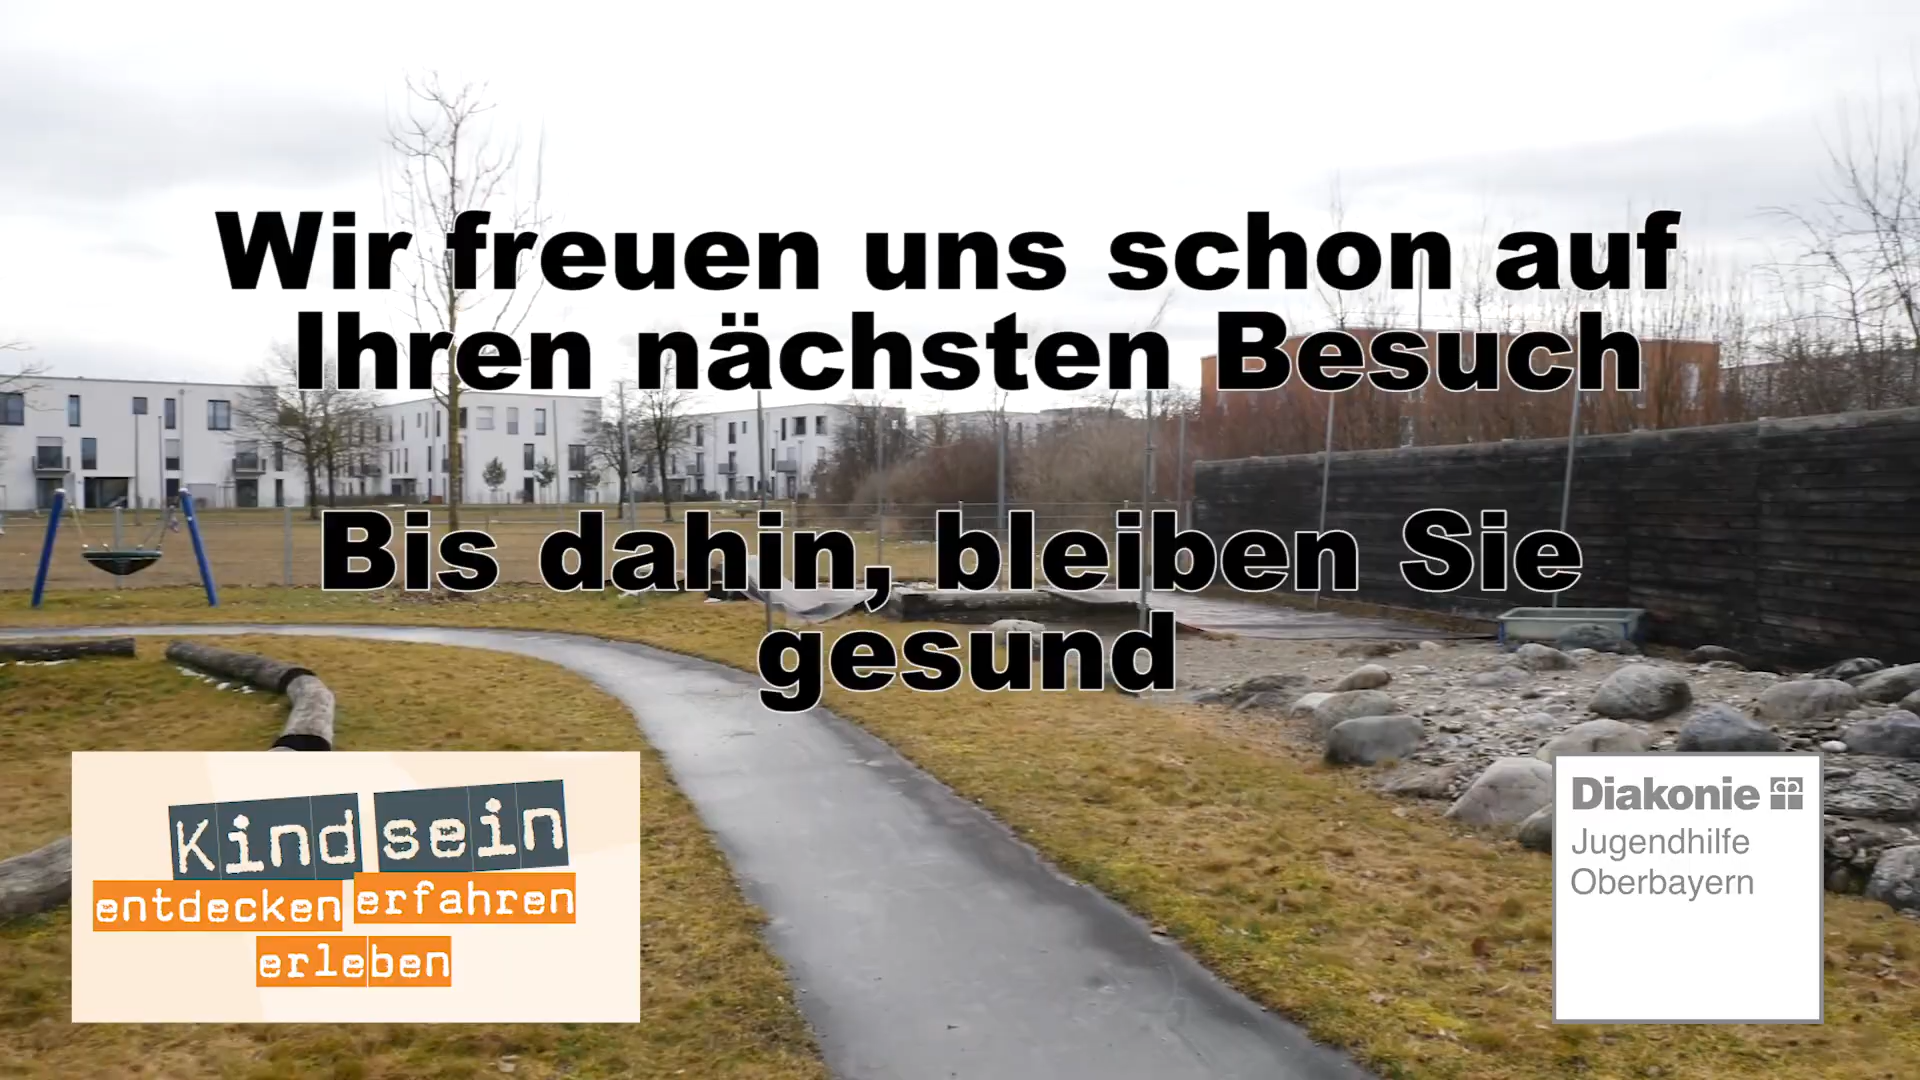 Wir freuen uns schon auf
Ihren nächsten Besuch
Bis dahin, bleiben Sie
gesund
Kind sein
entdecken erfahren
erleben
Diakonie
Jugendhilfe
Oberbayern